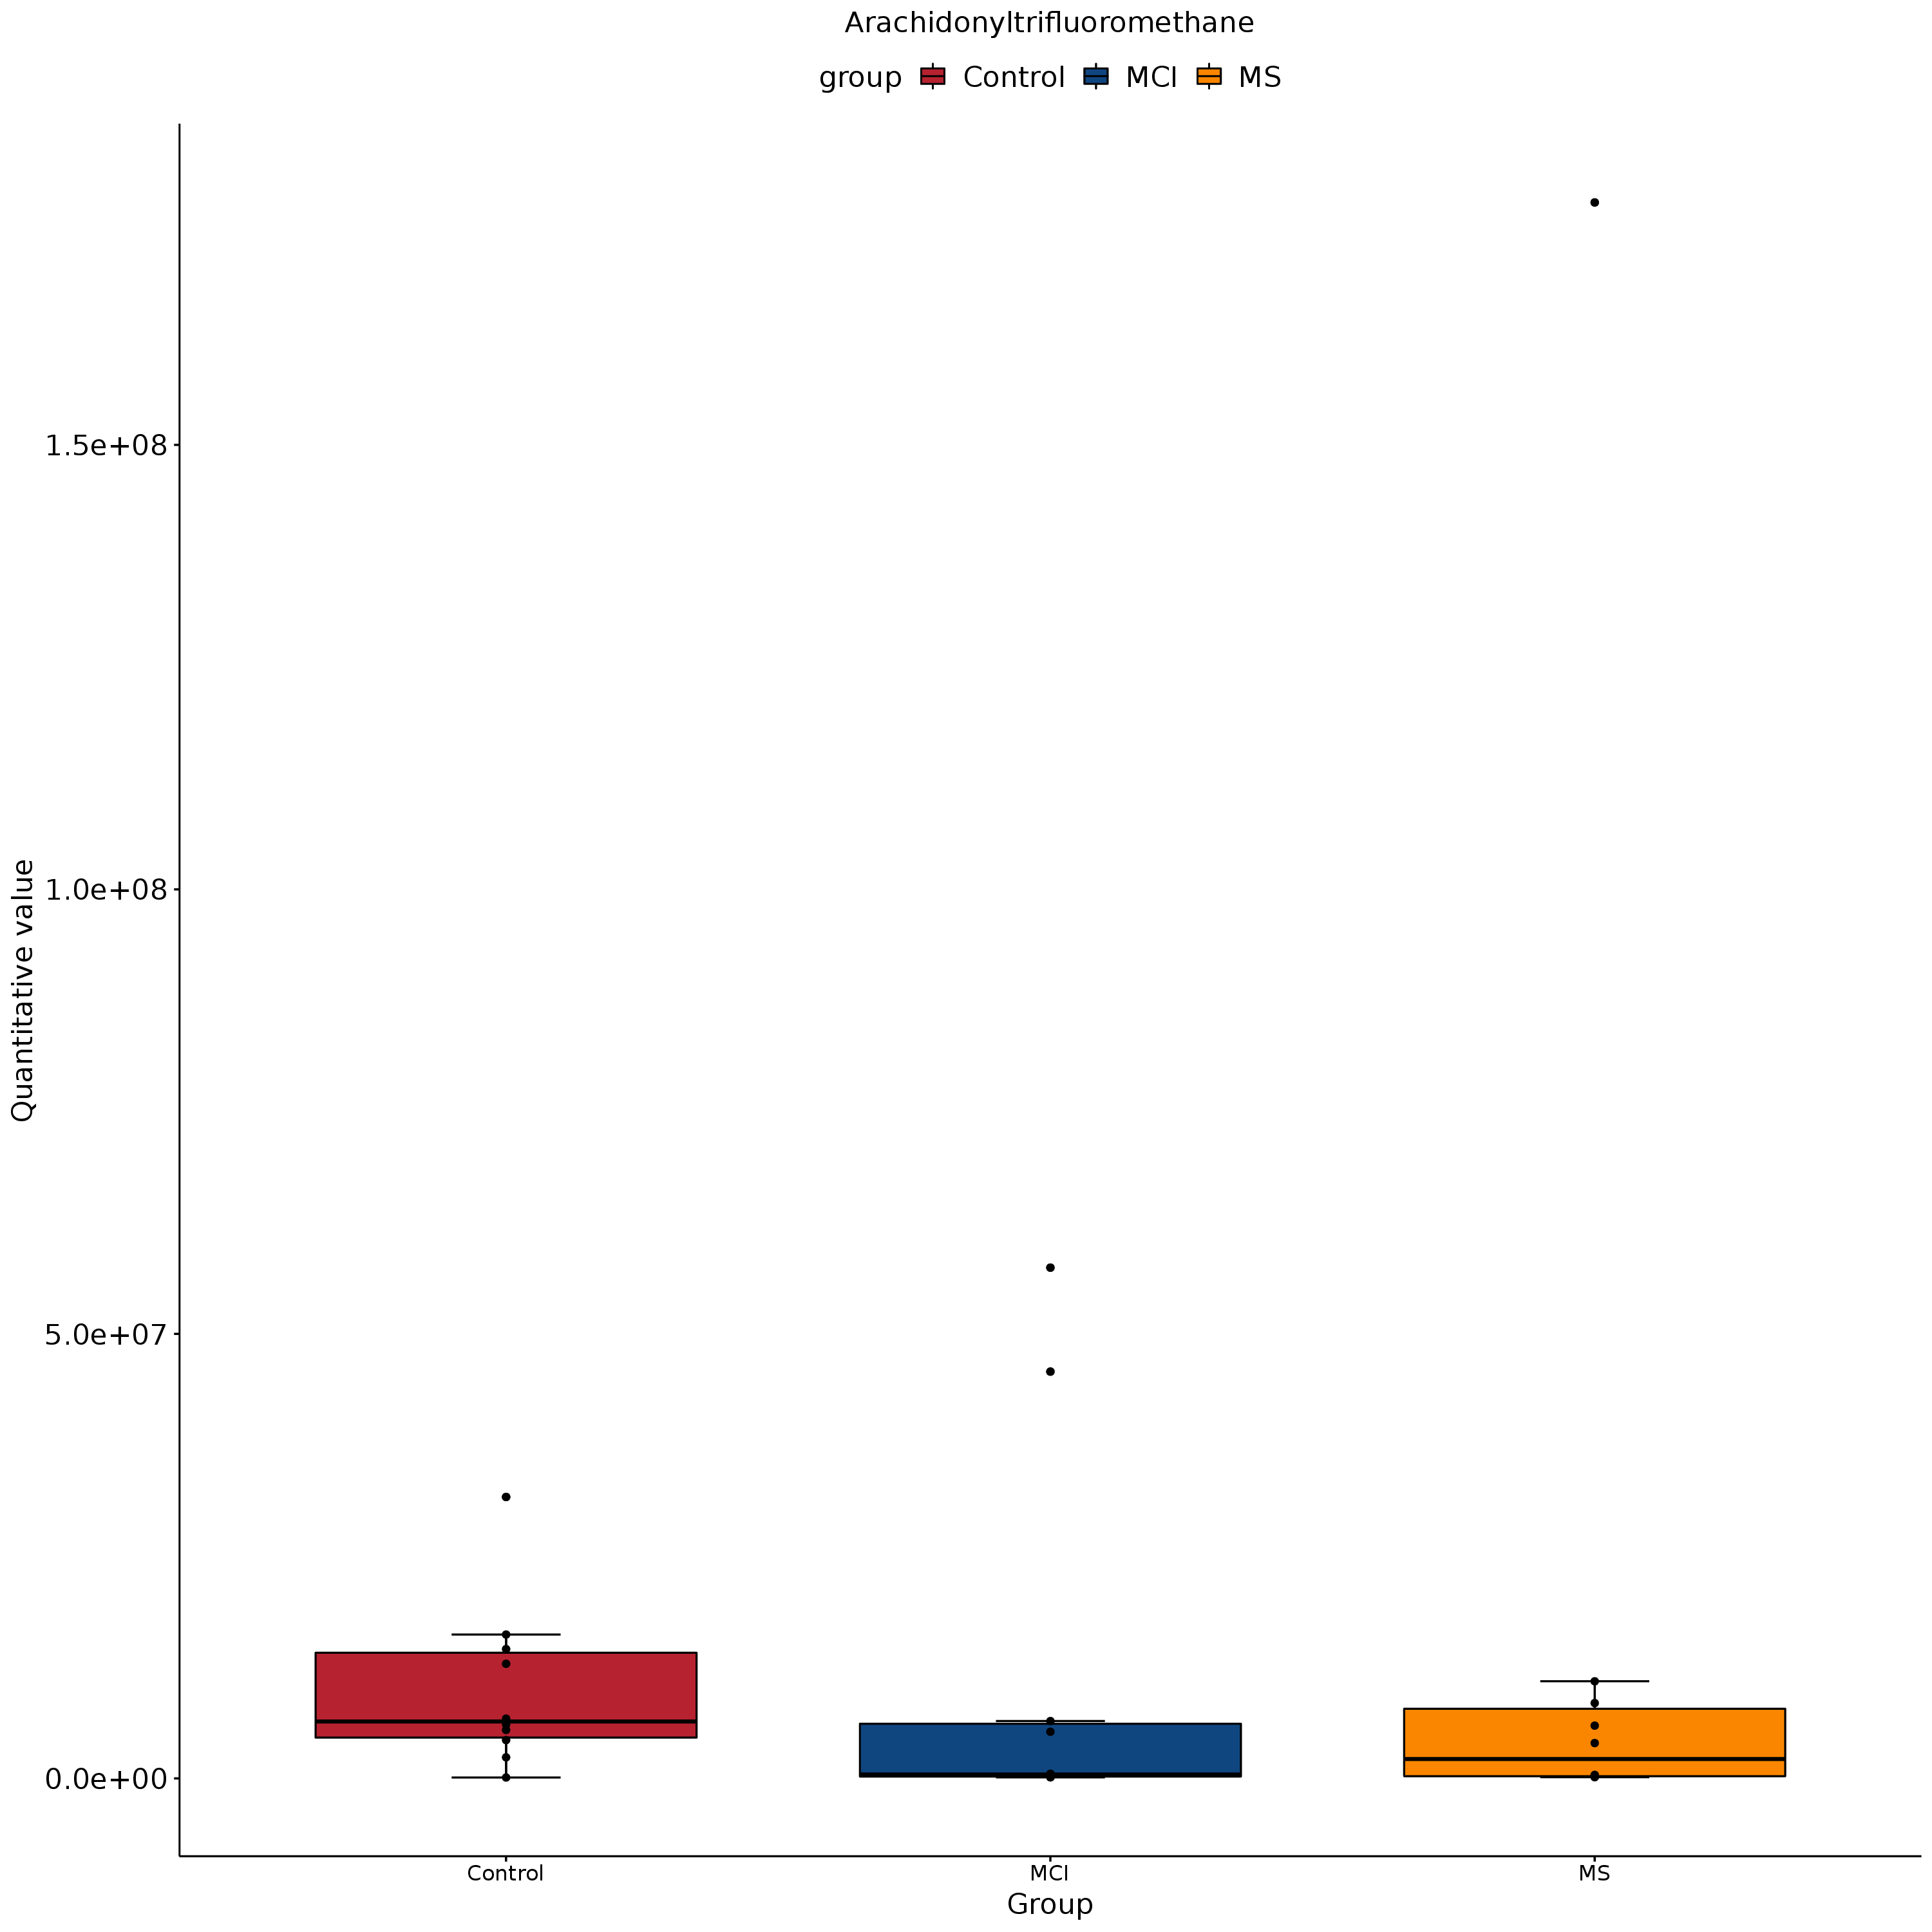 Arachidonyltrifluoromethane
group Control MCI MS
Quantitative value
1.5e+08
1.0e+08
5.0e+07
0.0e+00
Control MCI MS
Group